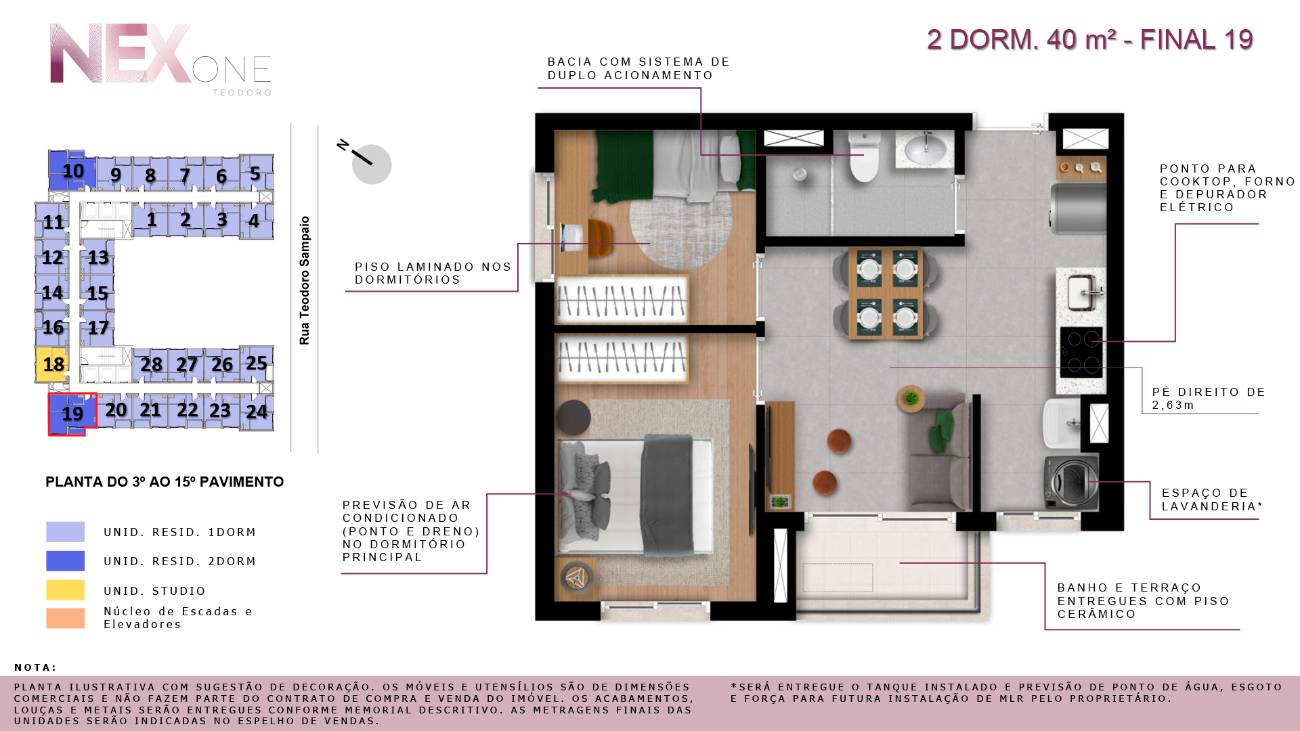 NEXONE
TEODORO
2 DORM. 40 m² - FINAL 19
BACIA COM SISTEMA DE
DUPLO ACIONAMENTO
N
10
9
8
7
6
5
11
1
2
3
4
12
13
14
15
16
17
18
28
27
26
25
19
20
21
22
23
24
Rua Teodoro Sampaio
PISO LAMINADO NOS
DORMITÓRIOS
PONTO PARA
COOKTOP, FORNO
E DEPURADOR
ELÉTRICO
PÉ DIREITO DE
2,63m
PREVISÃO DE AR
CONDICIONADO
(PONTO E DRENO)
NO DORMITÓRIO
PRINCIPAL
ESPAÇO DE
LAVANDERIA*
BANHO E TERRAÇO
ENTREGUES COM PISO
CERÂMICO
PLANTA DO 3º AO 15º PAVIMENTO
UNID. RESID. 1DORM
UNID. RESID. 2DORM
UNID. STUDIO
Núcleo de Escadas e
Elevadores
NOTA:
PLANTA ILUSTRATIVA COM SUGESTÃO DE DECORAÇÃO. OS MÓVEIS E UTENSÍLIOS SÃO DE DIMENSÕES
COMERCIAIS E NÃO FAZEM PARTE DO CONTRATO DE COMPRA E VENDA DO IMÓVEL. OS ACABAMENTOS,
LOUÇAS E METAIS SERÃO ENTREGUES CONFORME MEMORIAL DESCRITIVO. AS METRAGENS FINAIS DAS
UNIDADES SERÃO INDICADAS NO ESPELHO DE VENDAS.
*SERÁ ENTREGUE O TANQUE INSTALADO E PREVISÃO DE PONTO DE ÁGUA, ESGOTO
E FORÇA PARA FUTURA INSTALAÇÃO DE MLR PELO PROPRIETÁRIO.